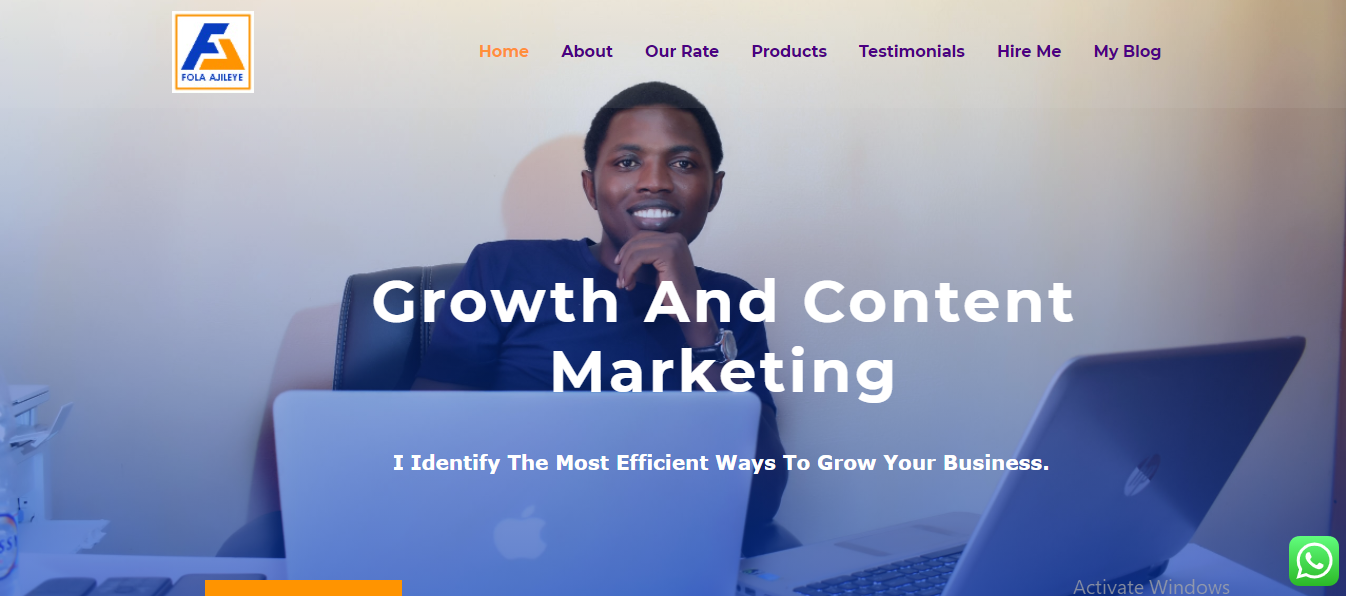 FOLA AJILEYE
Home About Our Rate Products Testimonials Hire Me My Blog
Growth And Content
Marketing
I Identify The Most Efficient Ways To Grow Your Business.
hp
Activate Windows